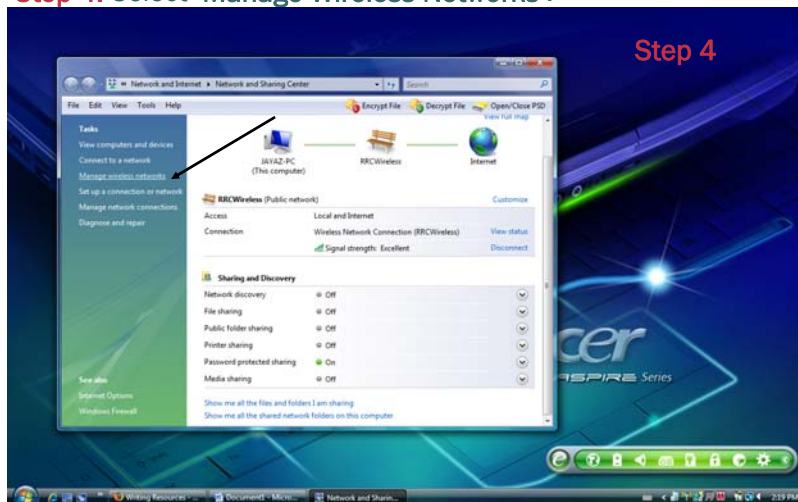 Step 4
Network and Internet
Network and Sharing Center
Search
File Edit View Tools Help
Encrypt File
Decrypt File
Open/Close PSD
View full map
Tasks
View computers and devices
Connect to a network
Manage wireless networks
Set up a connection or network
Manage network connections
Diagnose and repair
JAYAZ-PC
(This computer)
RRCWireless
Internet
RRCWireless (Public network)
Customize
Access Local and Internet
Connection Wireless Network Connection (RRCWireless) View status
Signal strength: Excellent Disconnect
Sharing and Discovery
Network discovery Off
File sharing Off
Public folder sharing Off
Printer sharing Off
Password protected sharing On
Media sharing Off
Show me all the files and folders I am sharing
Show me all the shared network folders on this computer
See also
Internet Options
Windows Firewall
acer
ASPIRE Series
Writing Resources - ...
Document1 - Micro...
Network and Sharin...
2:19 PM